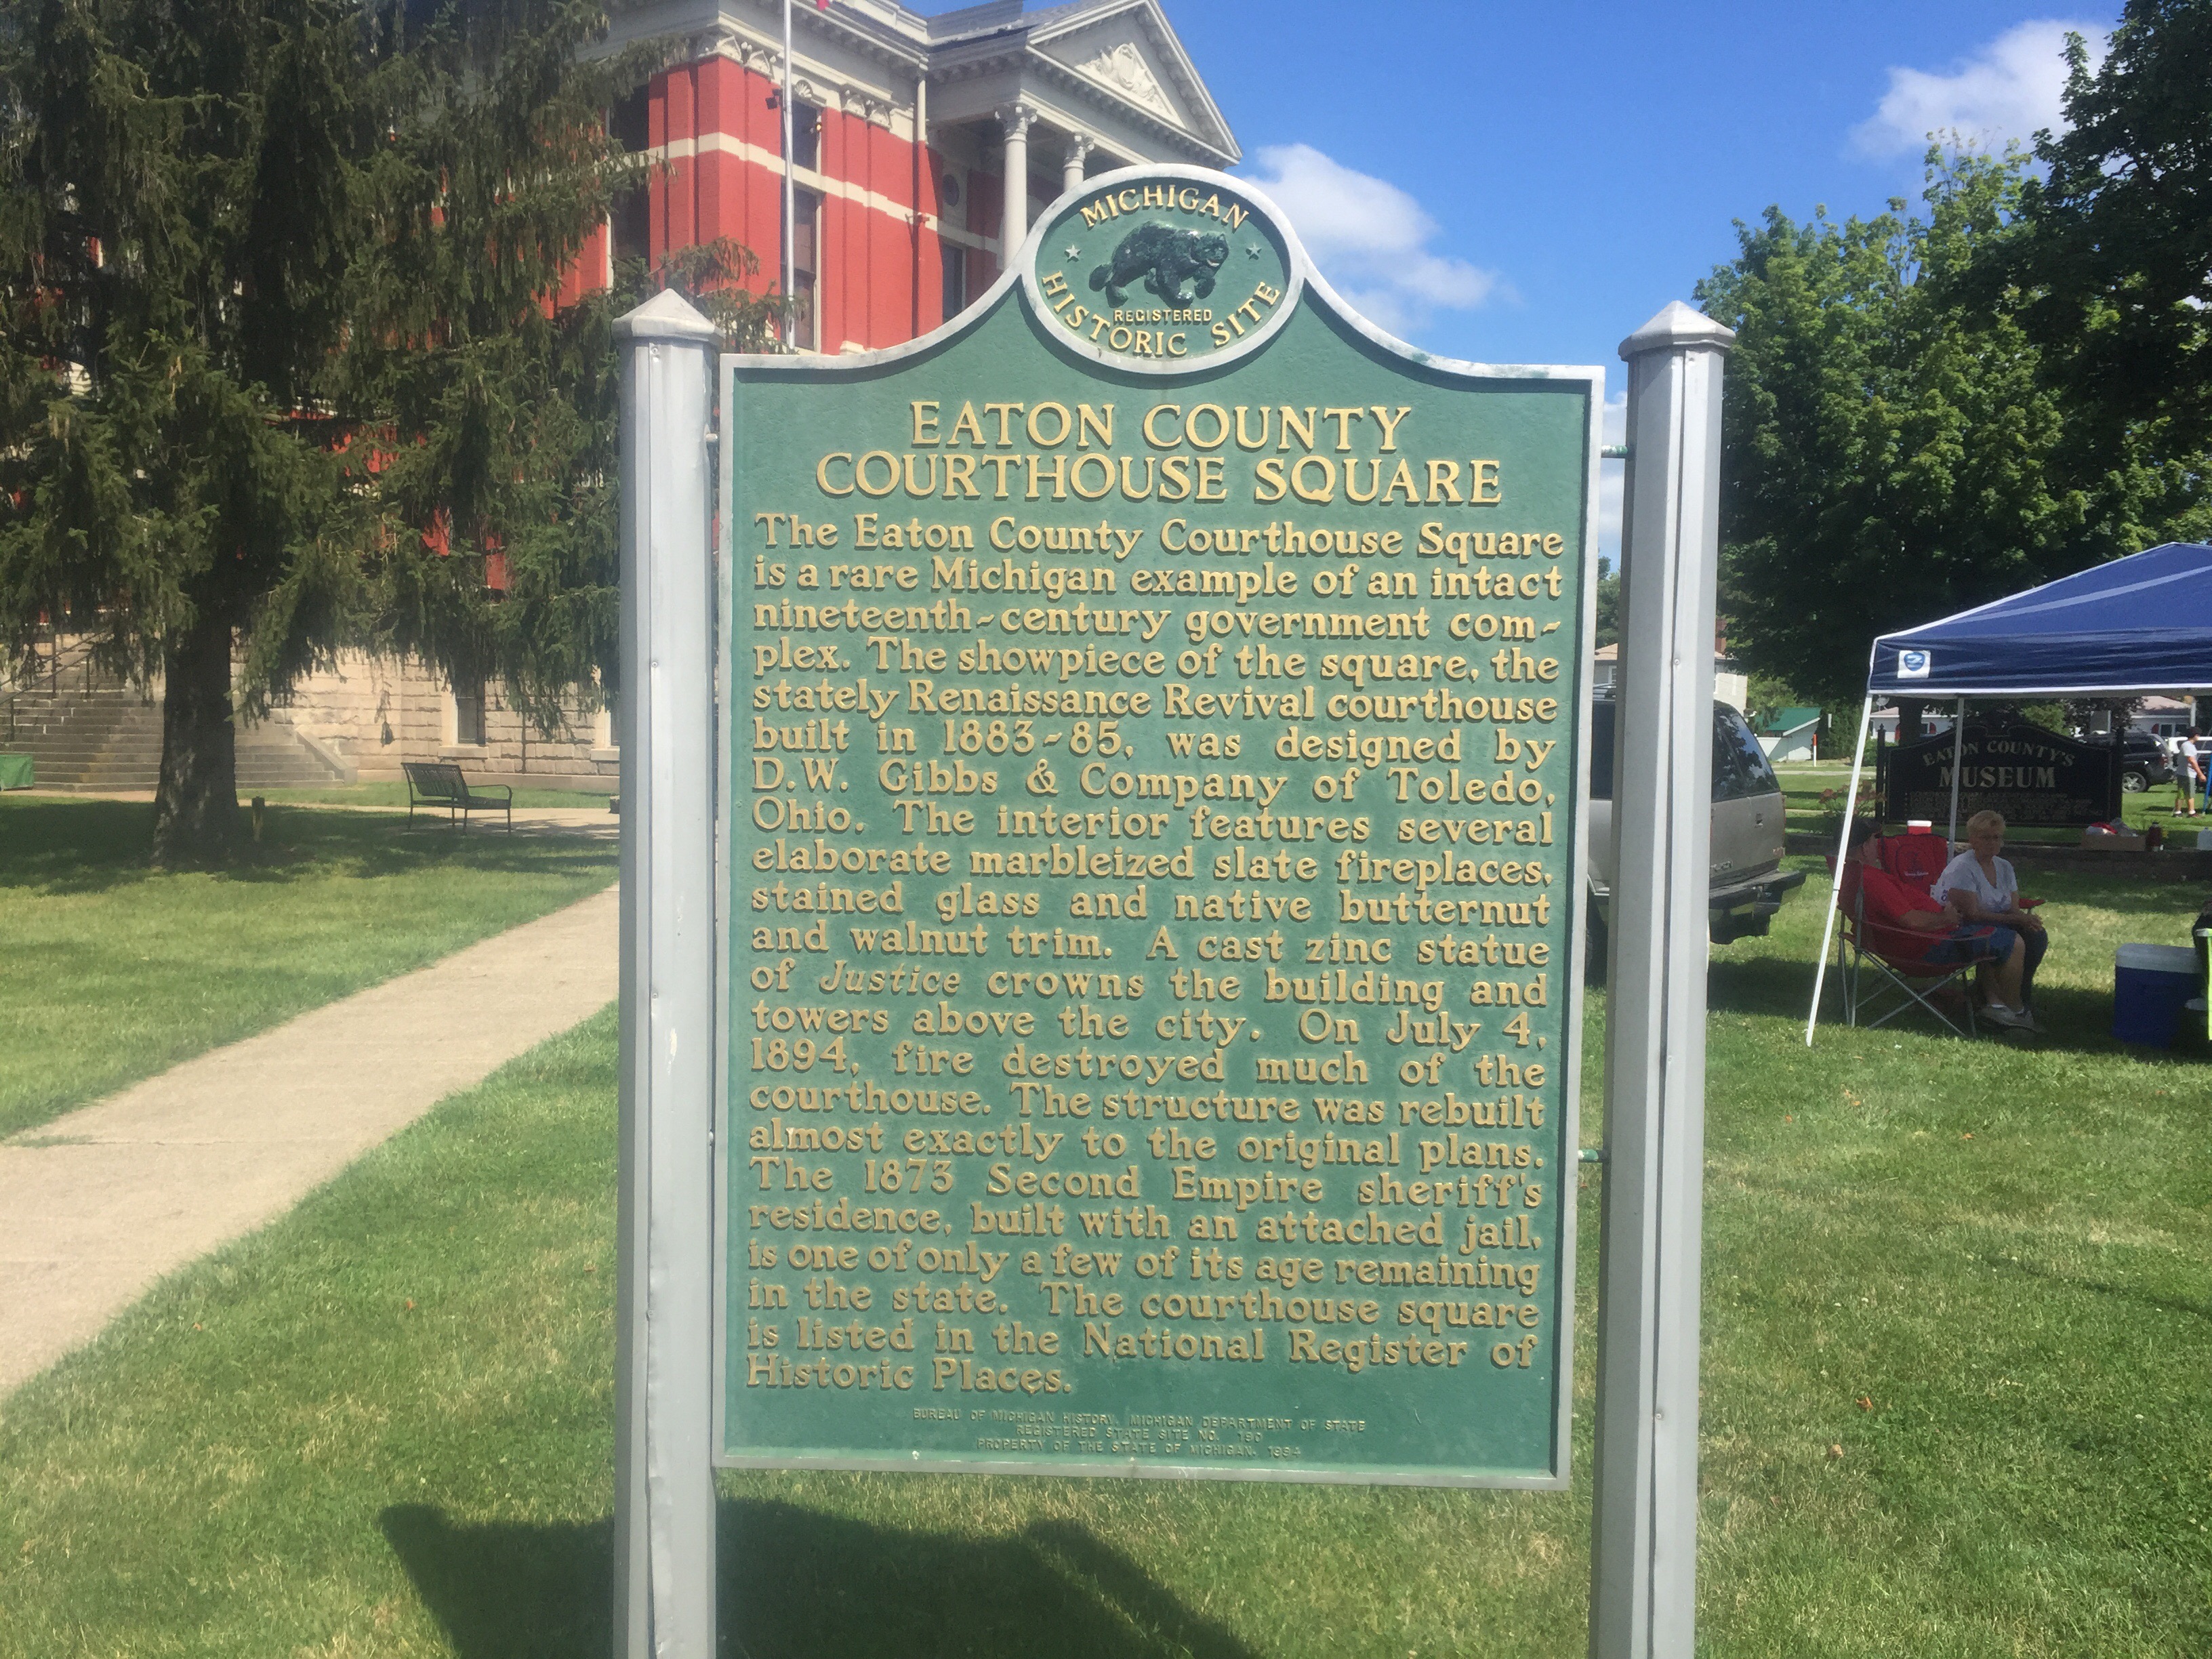 MICHIGAN
REGISTERED
HISTORIC SITE
EATON COUNTY
COURTHOUSE SQUARE
The Eaton County Courthouse Square
is a rare Michigan example of an intact
nineteenth-century government com-
plex. The showpiece of the square, the
stately Renaissance Revival courthouse
built in 1883-85, was designed by
D.W. Gibbs & Company of Toledo,
Ohio. The interior features several
elaborate marbleized slate fireplaces,
stained glass and native butternut
and walnut trim. A cast zinc statue
of Justice crowns the building and
towers above the city. On July 4,
1894, fire destroyed much of the
courthouse. The structure was rebuilt
almost exactly to the original plans.
The 1873 Second Empire sheriff's
residence, built with an attached jail,
is one of only a few of its age remaining
in the state. The courthouse square
is listed in the National Register of
Historic Places.
BUREAU OF MICHIGAN HISTORY, MICHIGAN DEPARTMENT OF STATE
REGISTERED STATE SITE NO.
PROPERTY OF THE STATE OF MICHIGAN,
EATON COUNTY'S
MUSEUM